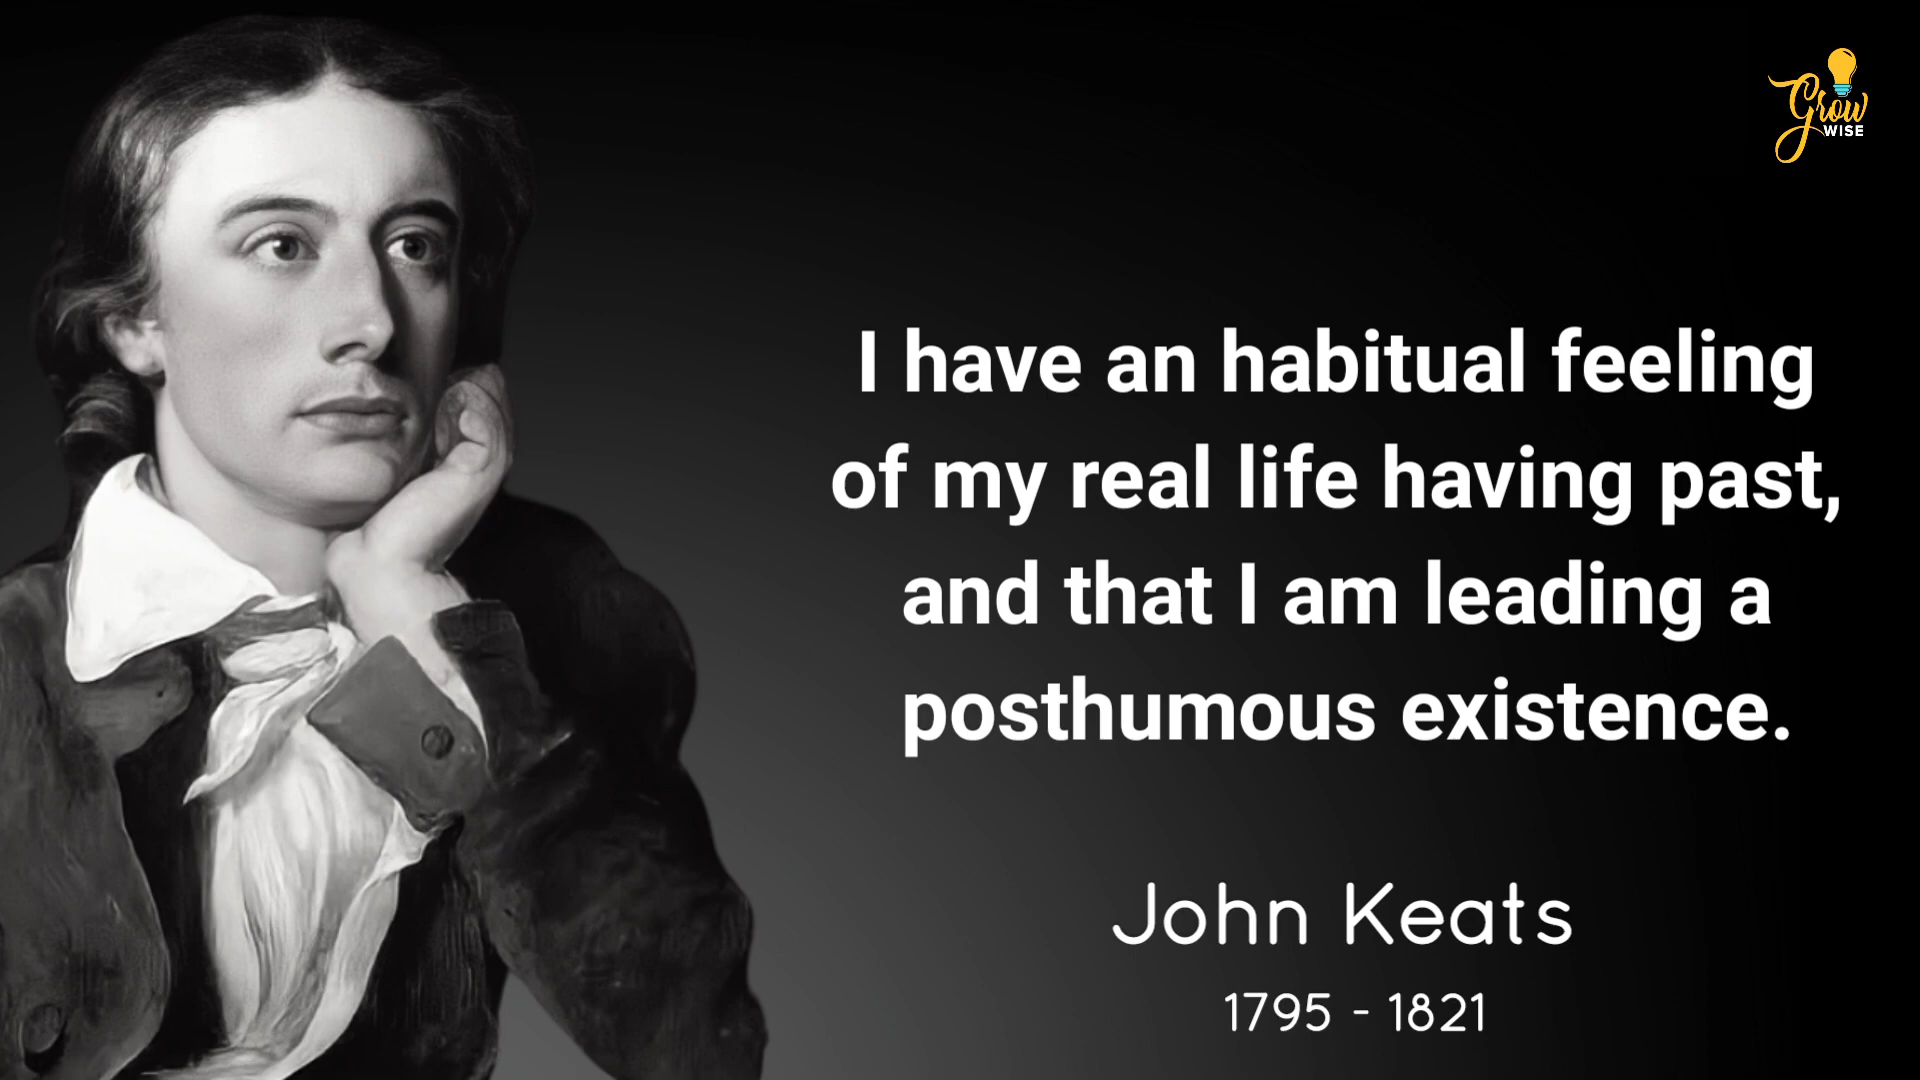 Grow
WISE
I have an habitual feeling
of my real life having past,
and that I am leading a
posthumous existence.
John Keats
1795 - 1821